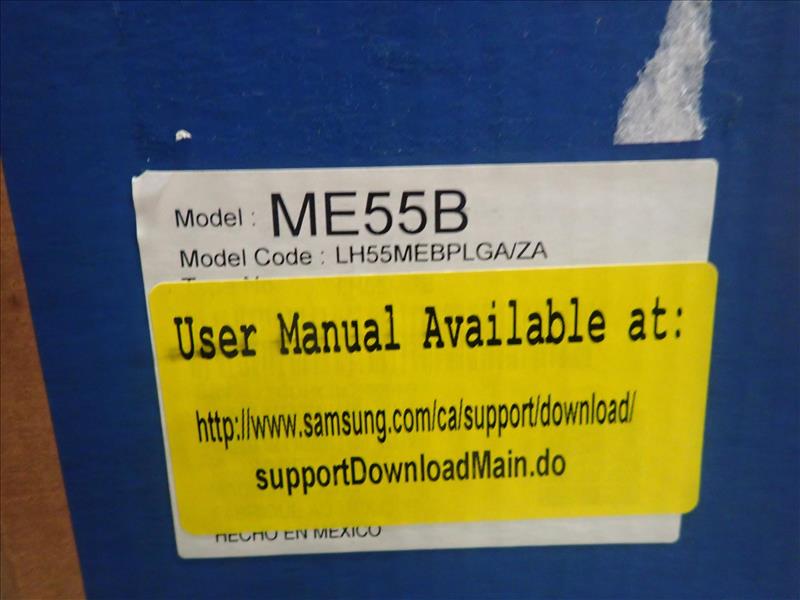 Model : ME55B
Model Code : LH55MEBPLGA/ZA
User Manual Available at:
http://www.samsung.com/ca/support/download/
supportDownloadMain.do
HECHO EN MEXICO